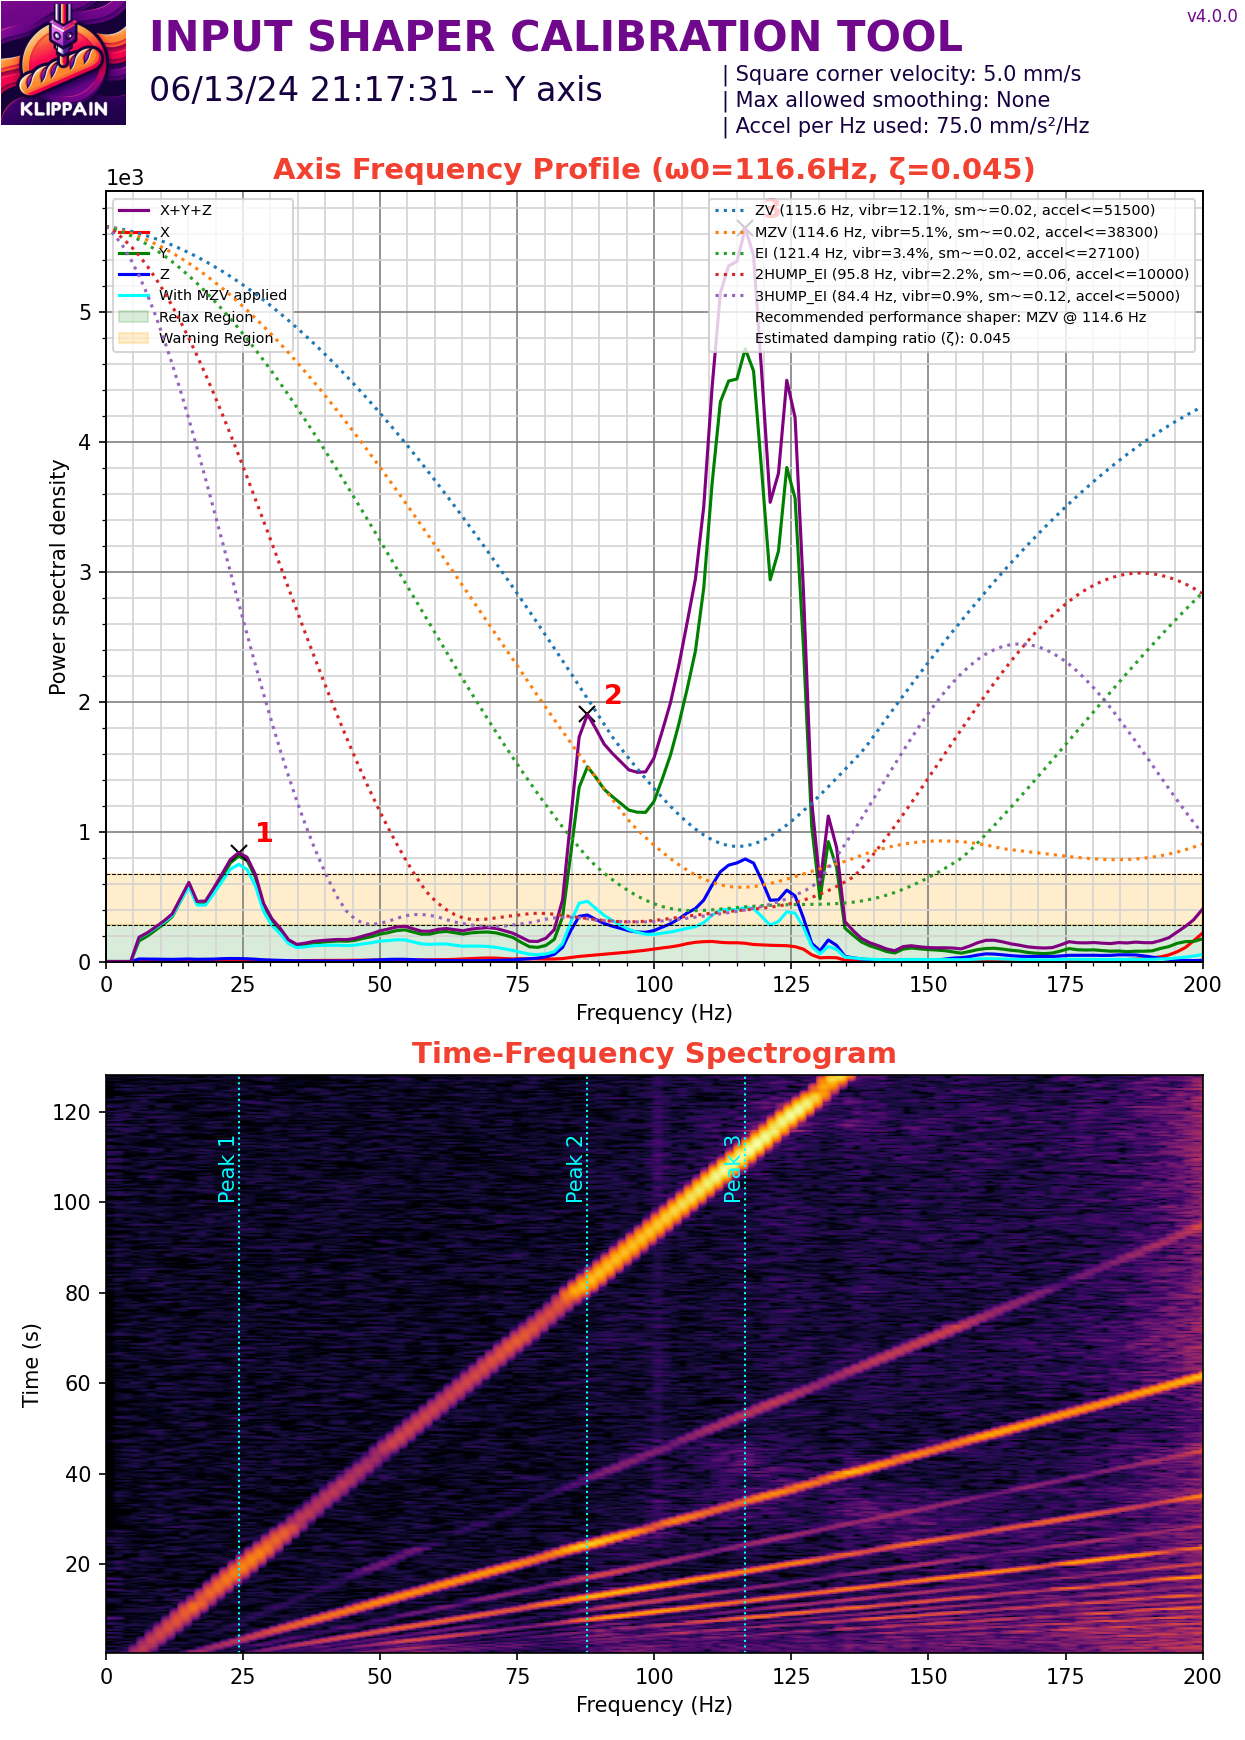 INPUT SHAPER CALIBRATION TOOL
v4.0.0
KLIPPAIN
06/13/24 21:17:31 -- Y axis
| Square corner velocity: 5.0 mm/s
| Max allowed smoothing: None
| Accel per Hz used: 75.0 mm/s²/Hz
Axis Frequency Profile (ω0=116.6Hz, ζ=0.045)
1e3
X+Y+Z
X
Y
Z
With MZV applied
Relax Region
Warning Region
3
ZV (115.6 Hz, vibr=12.1%, sm~=0.02, accel<=51500)
MZV (114.6 Hz, vibr=5.1%, sm~=0.02, accel<=38300)
EI (121.4 Hz, vibr=3.4%, sm~=0.02, accel<=27100)
2HUMP_EI (95.8 Hz, vibr=2.2%, sm~=0.06, accel<=10000)
3HUMP_EI (84.4 Hz, vibr=0.9%, sm~=0.12, accel<=5000)
Recommended performance shaper: MZV @ 114.6 Hz
Estimated damping ratio (ζ): 0.045
5
4
3
2
1
0
Power spectral density
1
2
0 25 50 75 100 125 150 175 200
Frequency (Hz)
Time-Frequency Spectrogram
120
100
80
60
40
20
Time (s)
Peak 1
Peak 2
Peak 3
0 25 50 75 100 125 150 175 200
Frequency (Hz)